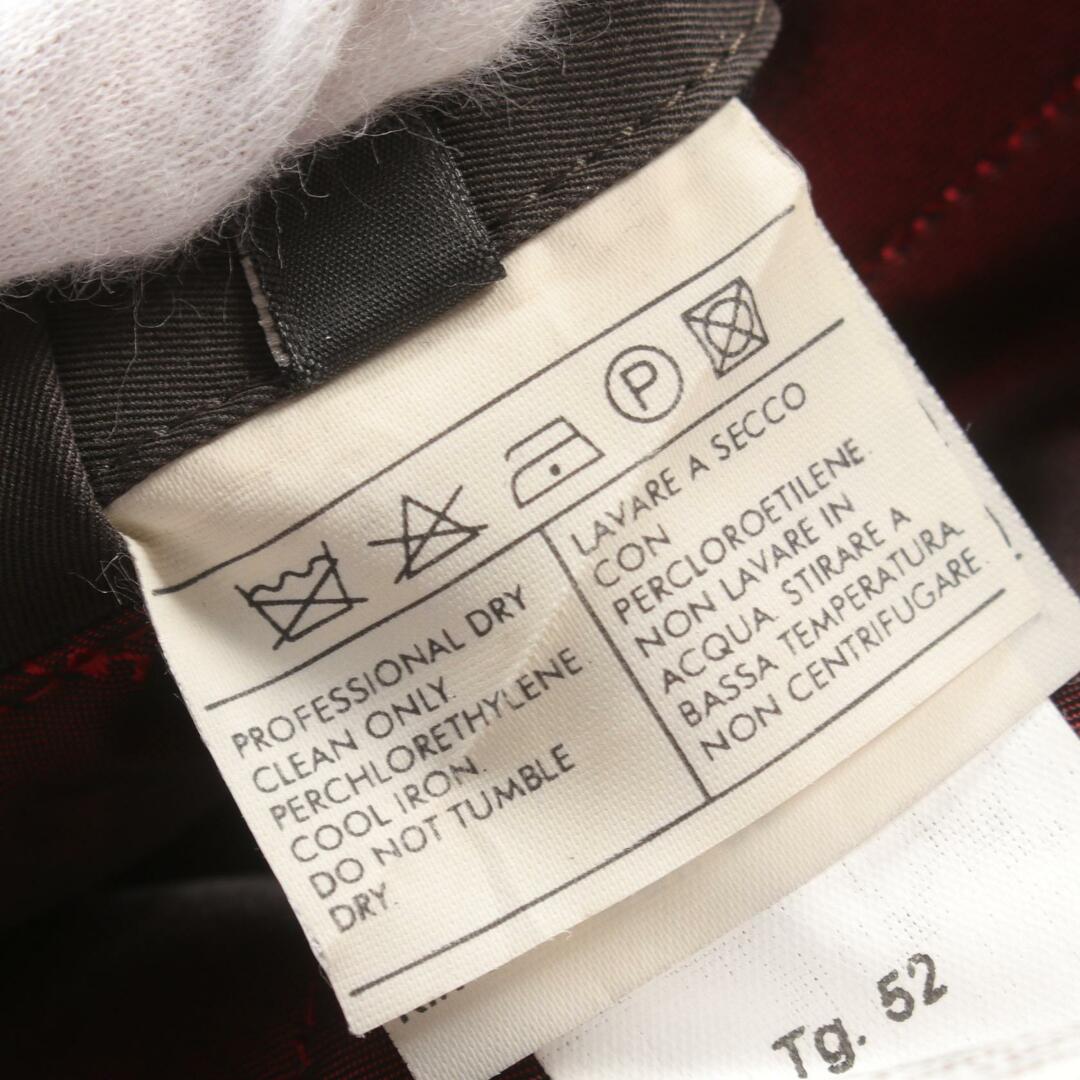 P
PROFESSIONAL DRY
CLEAN ONLY
PERCHLORETHYLENE.
COOL IRON.
DO NOT TUMBLE
DRY.
LAVARE A SECCO
CON
PERCLOROETILENE.
NON LAVARE IN
ACQUA. STIRARE A
BASSA TEMPERATURA.
NON CENTRIFUGARE.
Tg. 52